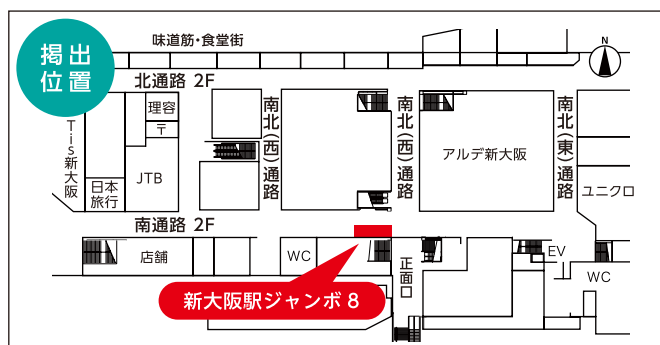 掲出
位置
味道筋・食堂街
N
北通路 2F
Tis新大阪
理容
〒
JTB
日本
旅行
南北(西)通路
南北(西)通路
アルデ新大阪
南北(東)通路
ユニクロ
南通路 2F
店舗
WC
正面口
EV
WC
新大阪駅ジャンボ 8